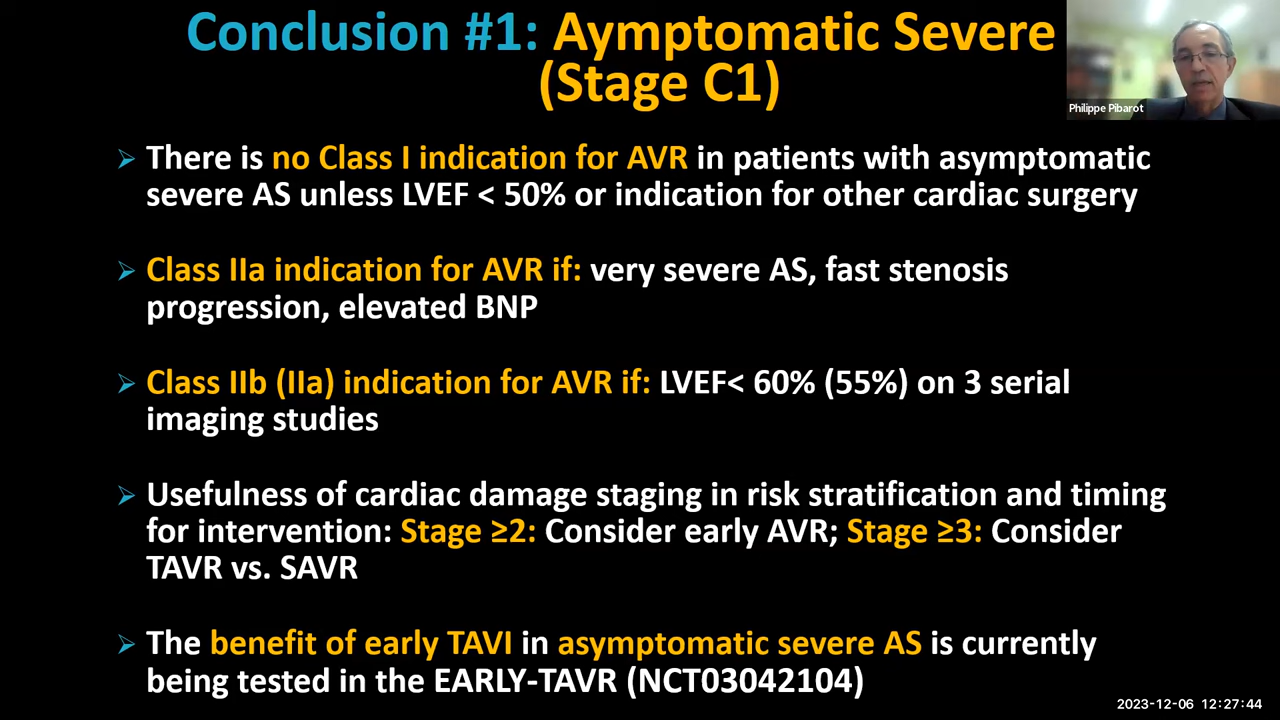 Conclusion #1: Aymptomatic Severe
(Stage C1)
Philippe Pibarot
➢ There is no Class I indication for AVR in patients with asymptomatic
severe AS unless LVEF < 50% or indication for other cardiac surgery
➢ Class IIa indication for AVR if: very severe AS, fast stenosis
progression, elevated BNP
➢ Class IIb (IIa) indication for AVR if: LVEF< 60% (55%) on 3 serial
imaging studies
➢ Usefulness of cardiac damage staging in risk stratification and timing
for intervention: Stage ≥2: Consider early AVR; Stage ≥3: Consider
TAVR vs. SAVR
➢ The benefit of early TAVI in asymptomatic severe AS is currently
being tested in the EARLY-TAVR (NCT03042104)
2023-12-06 12:27:44